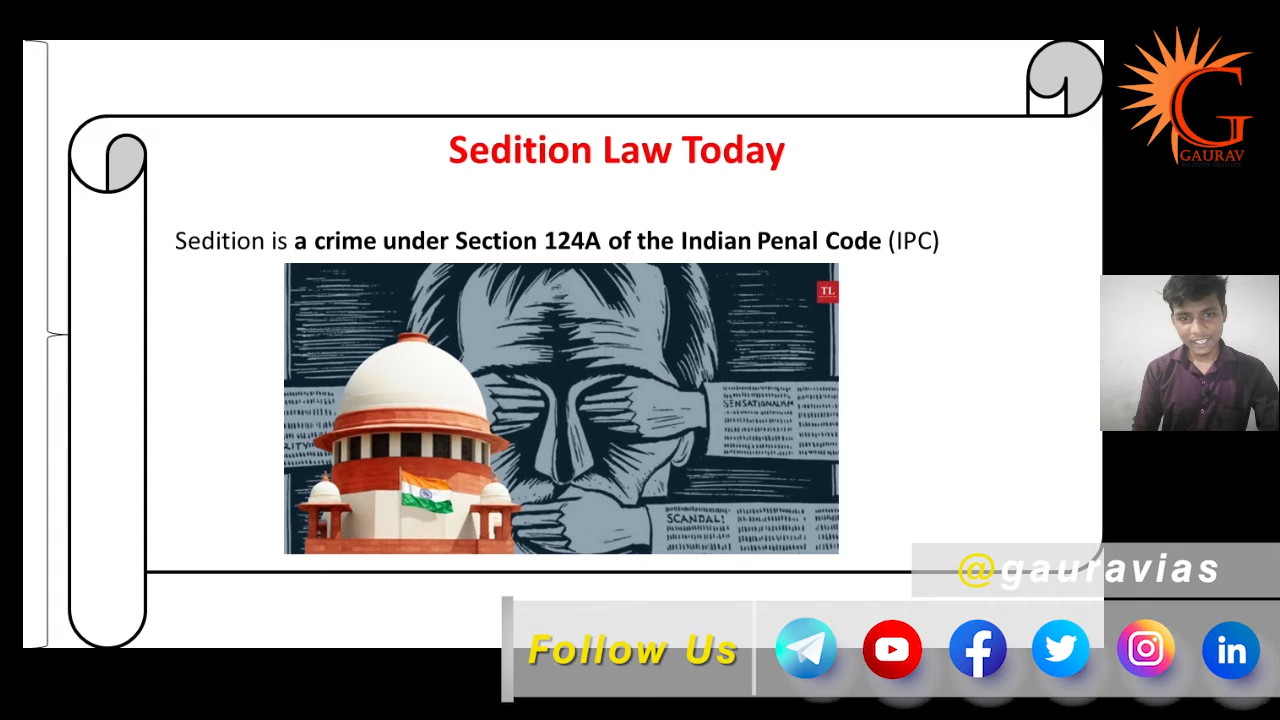 Sedition Law Today
Sedition is a crime under Section 124A of the Indian Penal Code (IPC)
TL
SENSATIONALISM
SCANDAL!
GAURAV
@gauravias
Follow Us